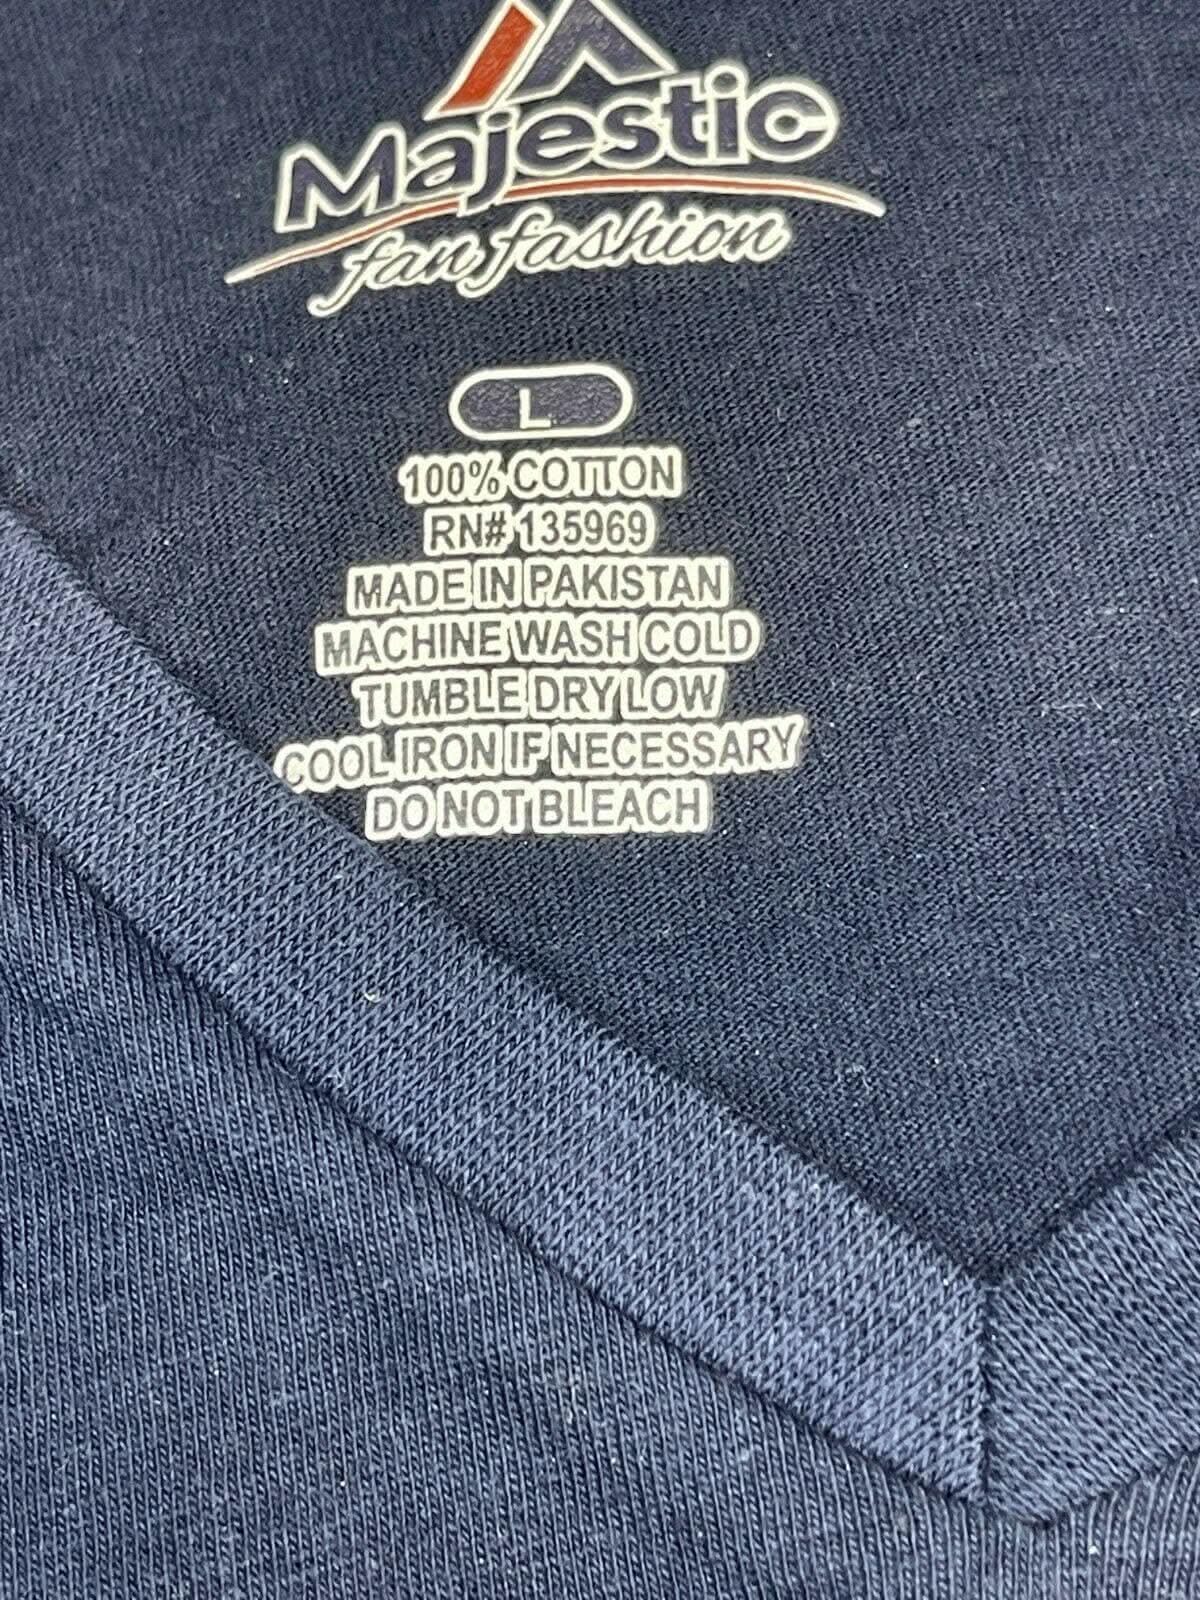 Majestic
fan fashion
L
100% COTTON
RN# 135969
MADE IN PAKISTAN
MACHINE WASH COLD
TUMBLE DRY LOW
COOL IRON IF NECESSARY
DO NOT BLEACH